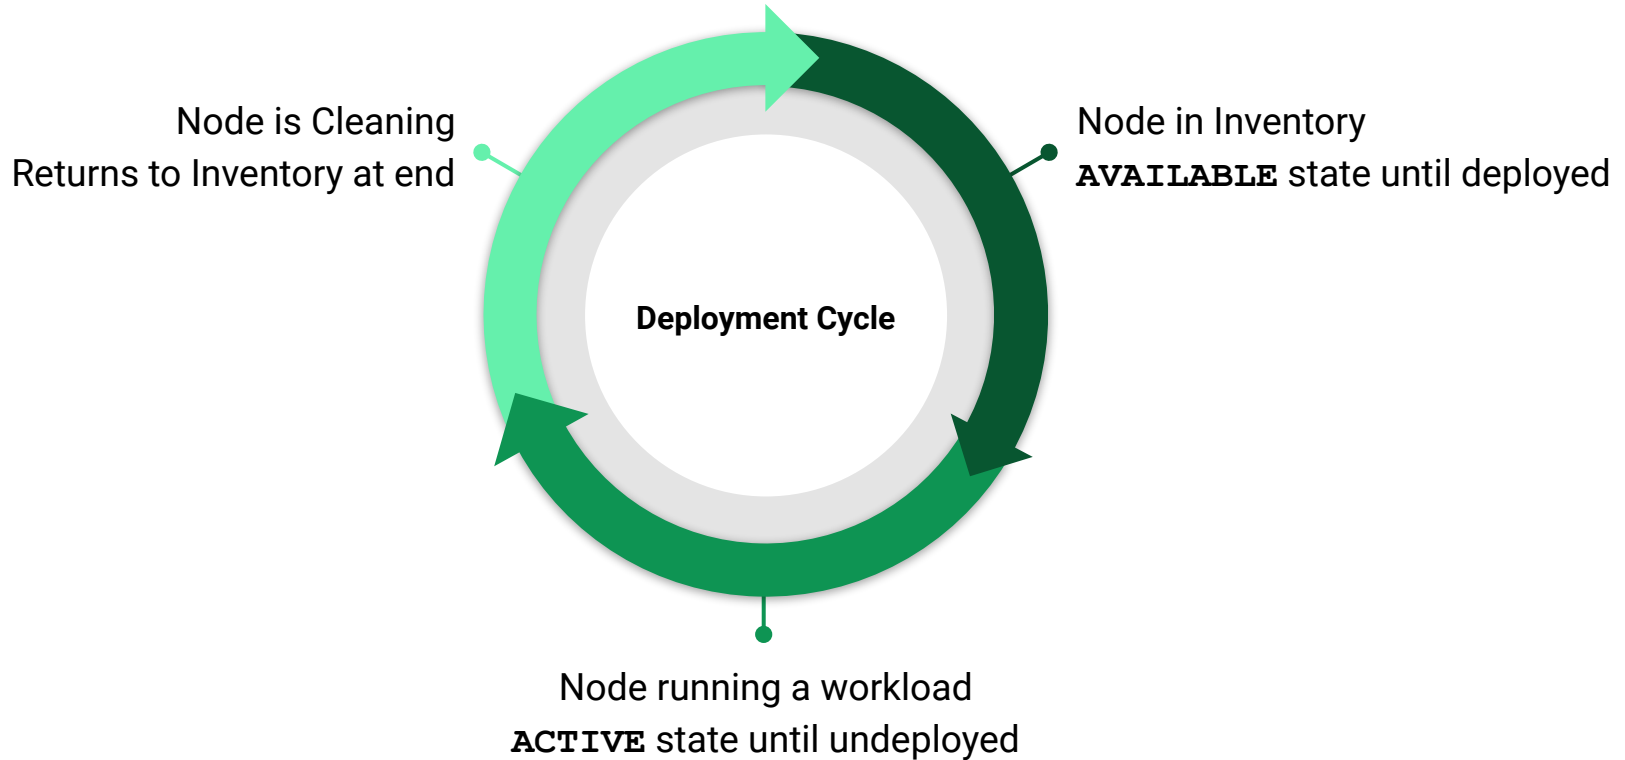 Node is Cleaning
Returns to Inventory at end
Node in Inventory
AVAILABLE state until deployed
Deployment Cycle
Node running a workload
ACTIVE state until undeployed